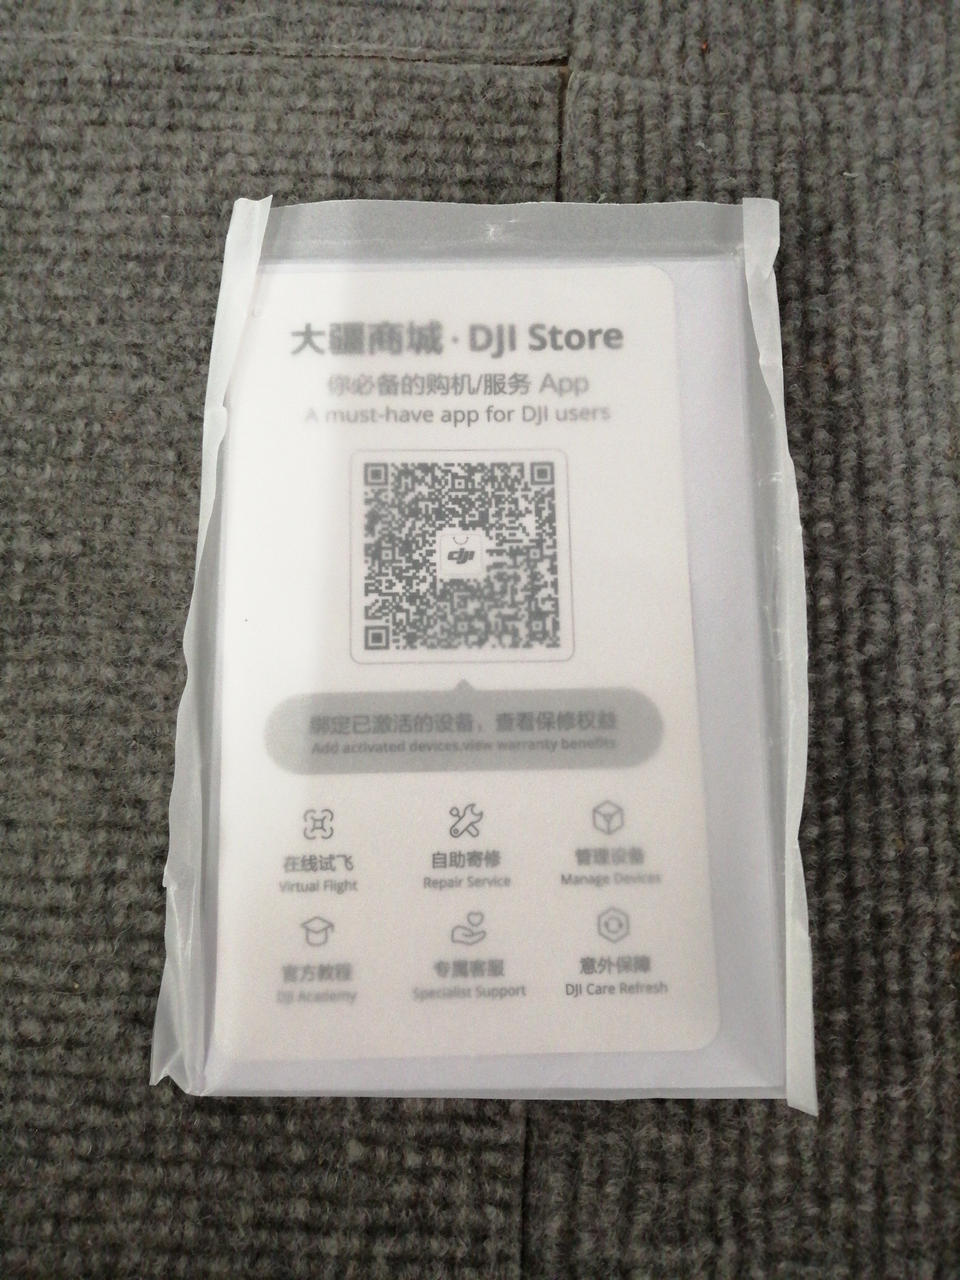 大疆商城·DJI Store
你必备的购机/服务 App
A must-have app for DJI users
dji
绑定已激活的设备，查看保修权益
Add activated devices,view warranty benefits
在线试飞 自助寄修 管理设备
Virtual Flight Repair Service Manage Devices
官方教程 专属客服 意外保障
DJI Academy Specialist Support DJI Care Refresh